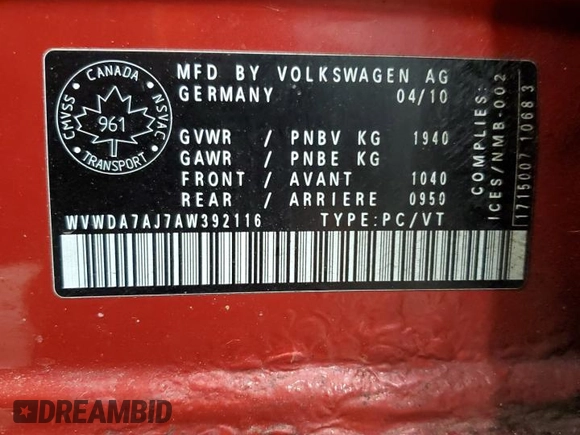 CANADA
CMVSS
NSVAC
961
TRANSPORT
MFD BY VOLKSWAGEN AG
GERMANY 04/10
GVWR / PNBV KG 1940
GAWR / PNBE KG
FRONT / AVANT 1040
REAR / ARRIERE 0950
WVWDA7AJ7AW392116 TYPE:PC/VT
COMPLIES:
ICES/NMB-002
1715007 10683
DREAMBID